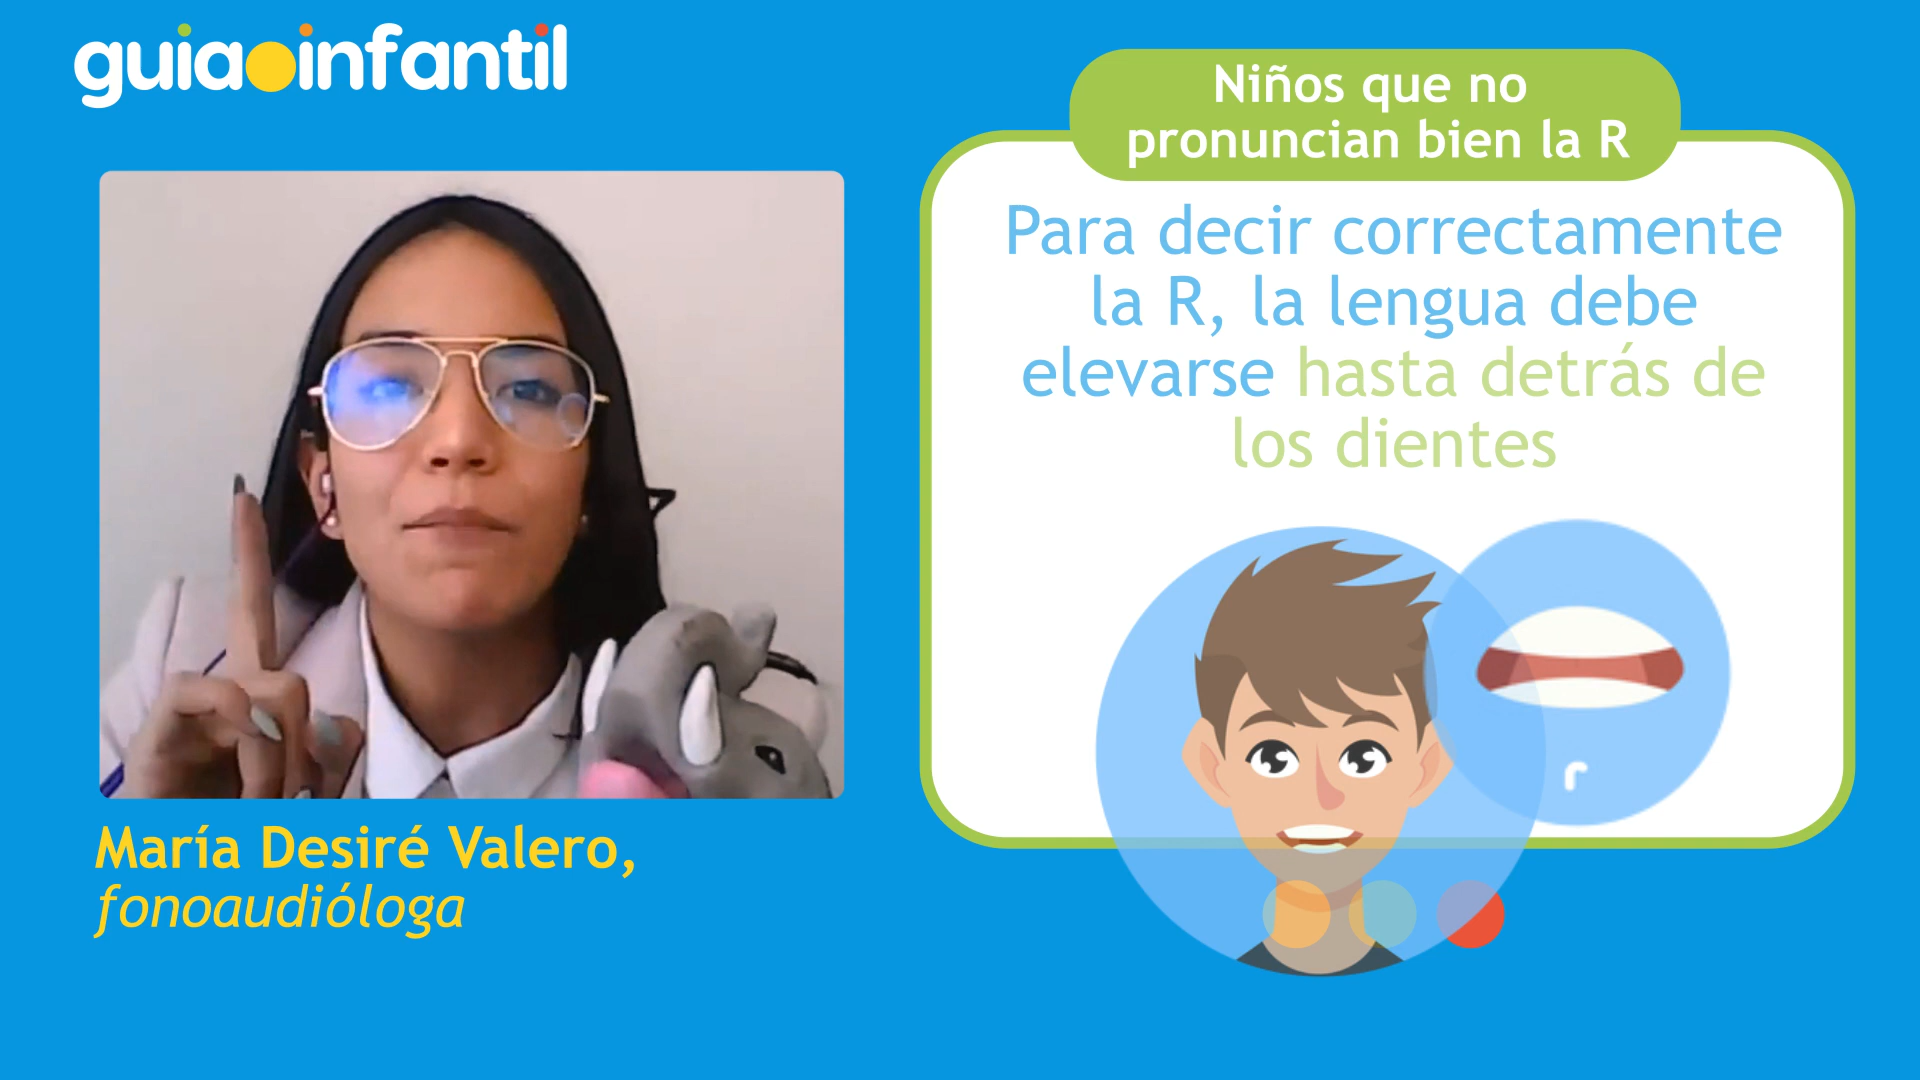 guiainfantil
Niños que no
pronuncian bien la R
Para decir correctamente
la R, la lengua debe
elevarse hasta detrás de
los dientes
r
María Desiré Valero,
fonoaudióloga